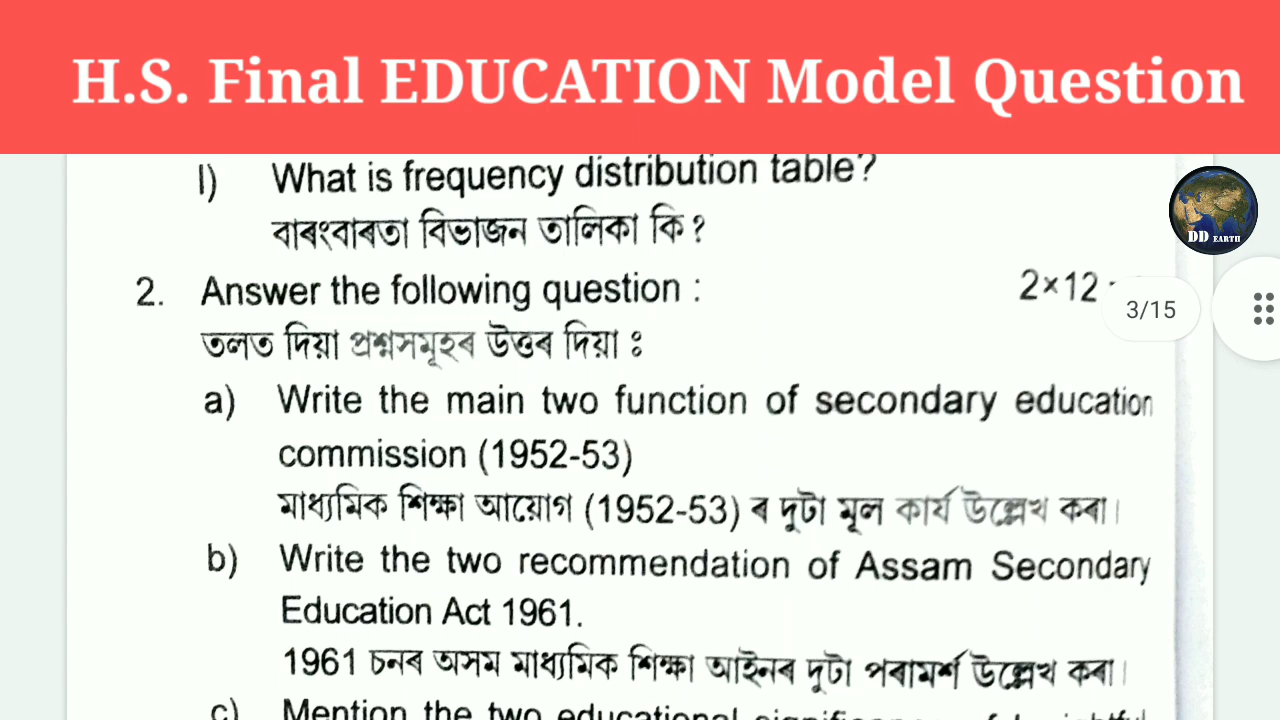 H.S. Final EDUCATION Model Question
l) What is frequency distribution table?
বাৰংবাৰতা বিভাজন তালিকা কি ?
DD EARTH
2. Answer the following question : 2×12
3/15
তলত দিয়া প্ৰশ্নসমূহৰ উত্তৰ দিয়া ঃ
a) Write the main two function of secondary education
commission (1952-53)
মাধ্যমিক শিক্ষা আয়োগ (1952-53) ৰ দুটা মূল কাৰ্য উল্লেখ কৰা।
b) Write the two recommendation of Assam Secondary
Education Act 1961.
1961 চনৰ অসম মাধ্যমিক শিক্ষা আইনৰ দুটা পৰামৰ্শ উল্লেখ কৰা।
c) Mention the two educational